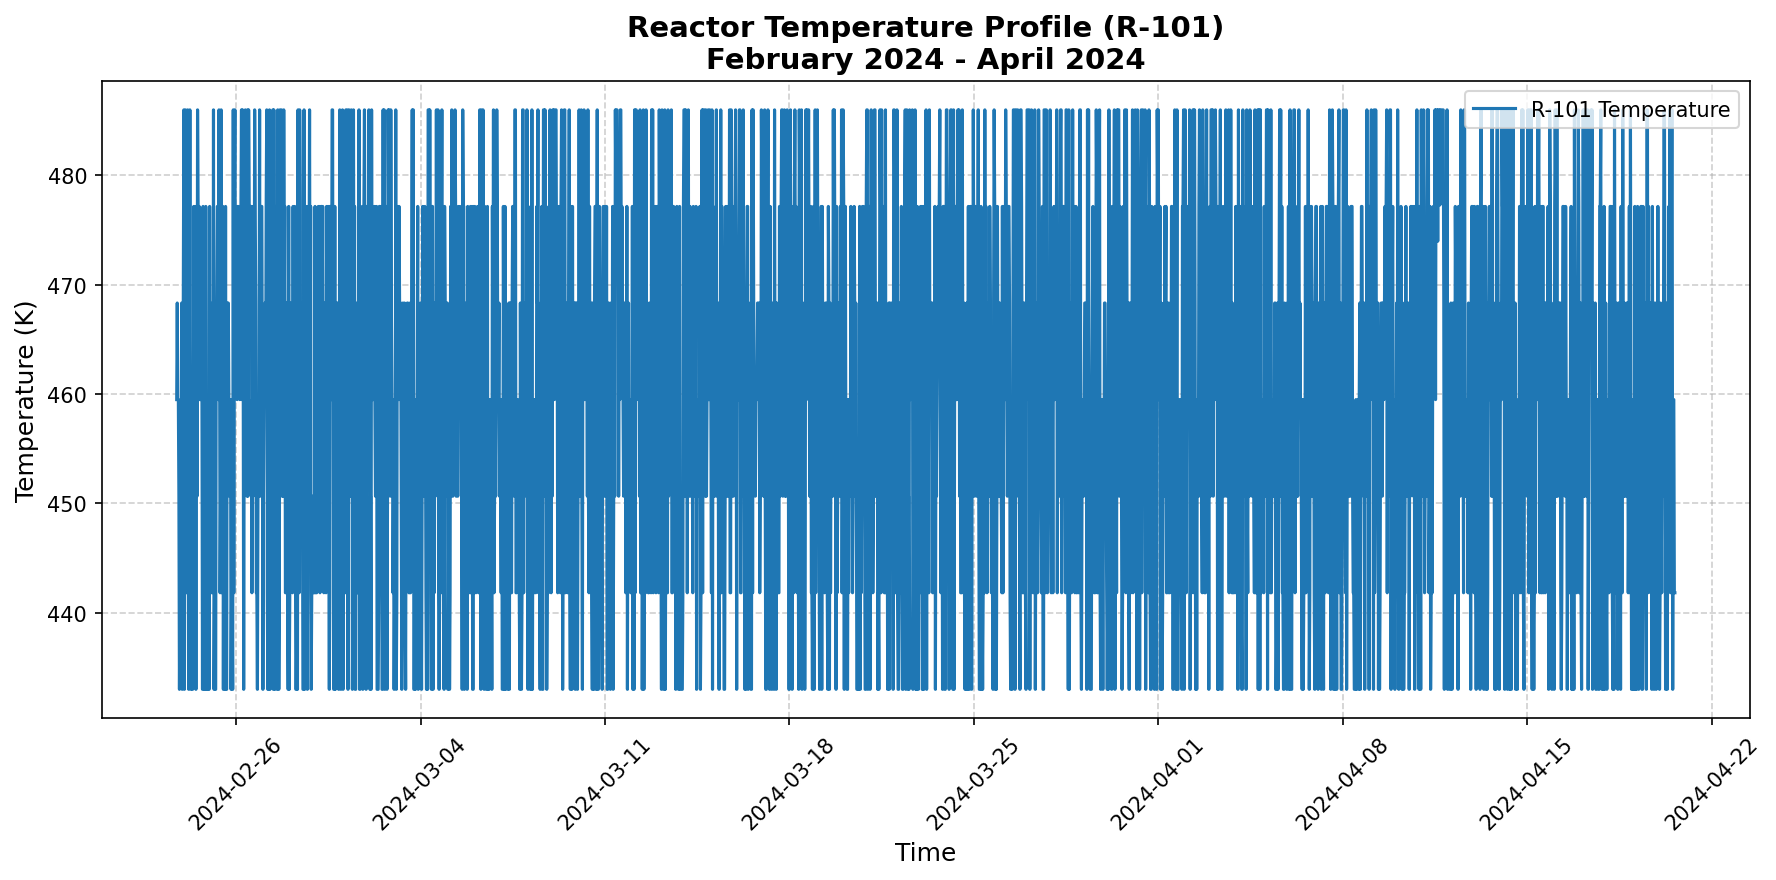 Reactor Temperature Profile (R-101)
February 2024 - April 2024
R-101 Temperature
Temperature (K)
480
470
460
450
440
2024-02-26
2024-03-04
2024-03-11
2024-03-18
2024-03-25
2024-04-01
2024-04-08
2024-04-15
2024-04-22
Time